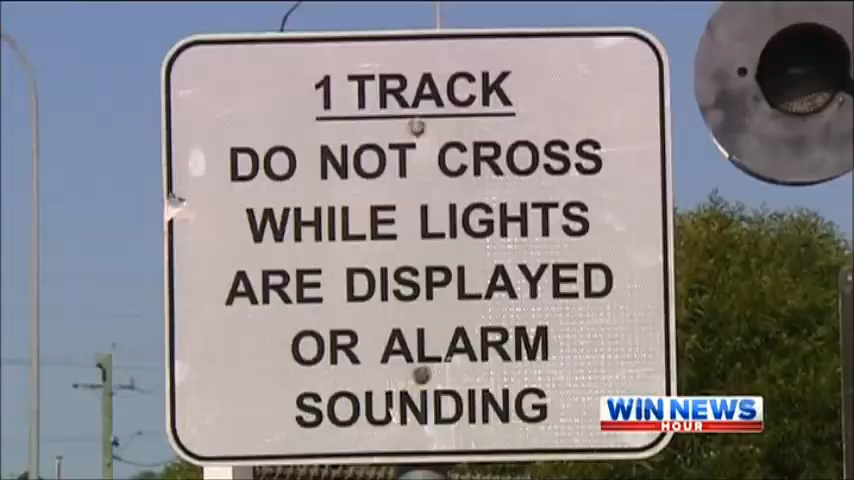 1 TRACK
DO NOT CROSS
WHILE LIGHTS
ARE DISPLAYED
OR ALARM
SOUNDING
WIN NEWS
HOUR